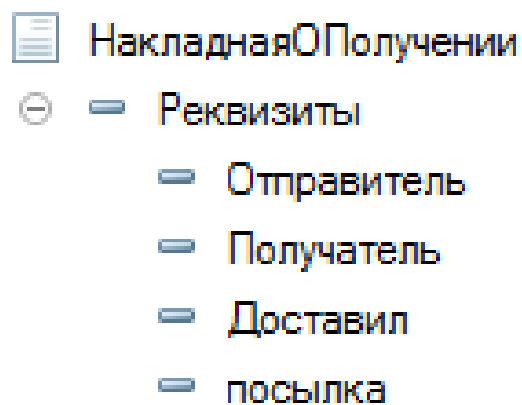 НакладнаяОПолучении
Реквизиты
Отправитель
Получатель
Доставил
посылка